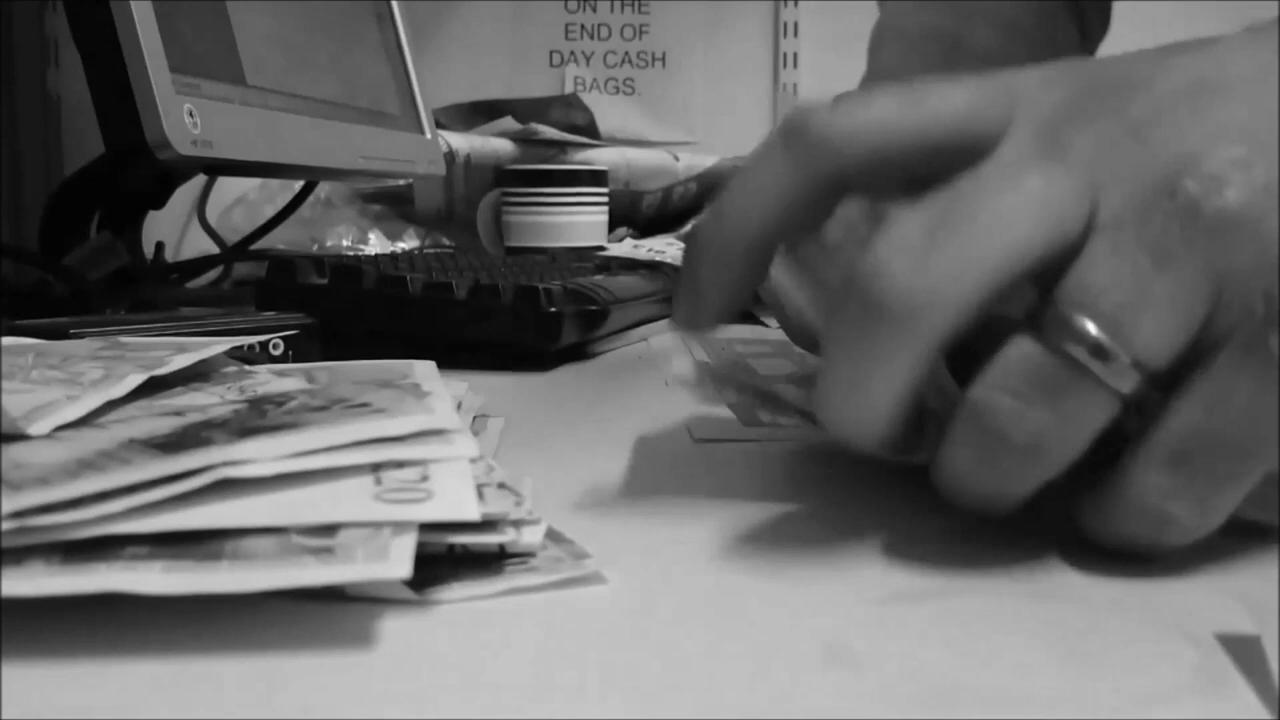 ON THE
END OF
DAY CASH
BAGS.
£20